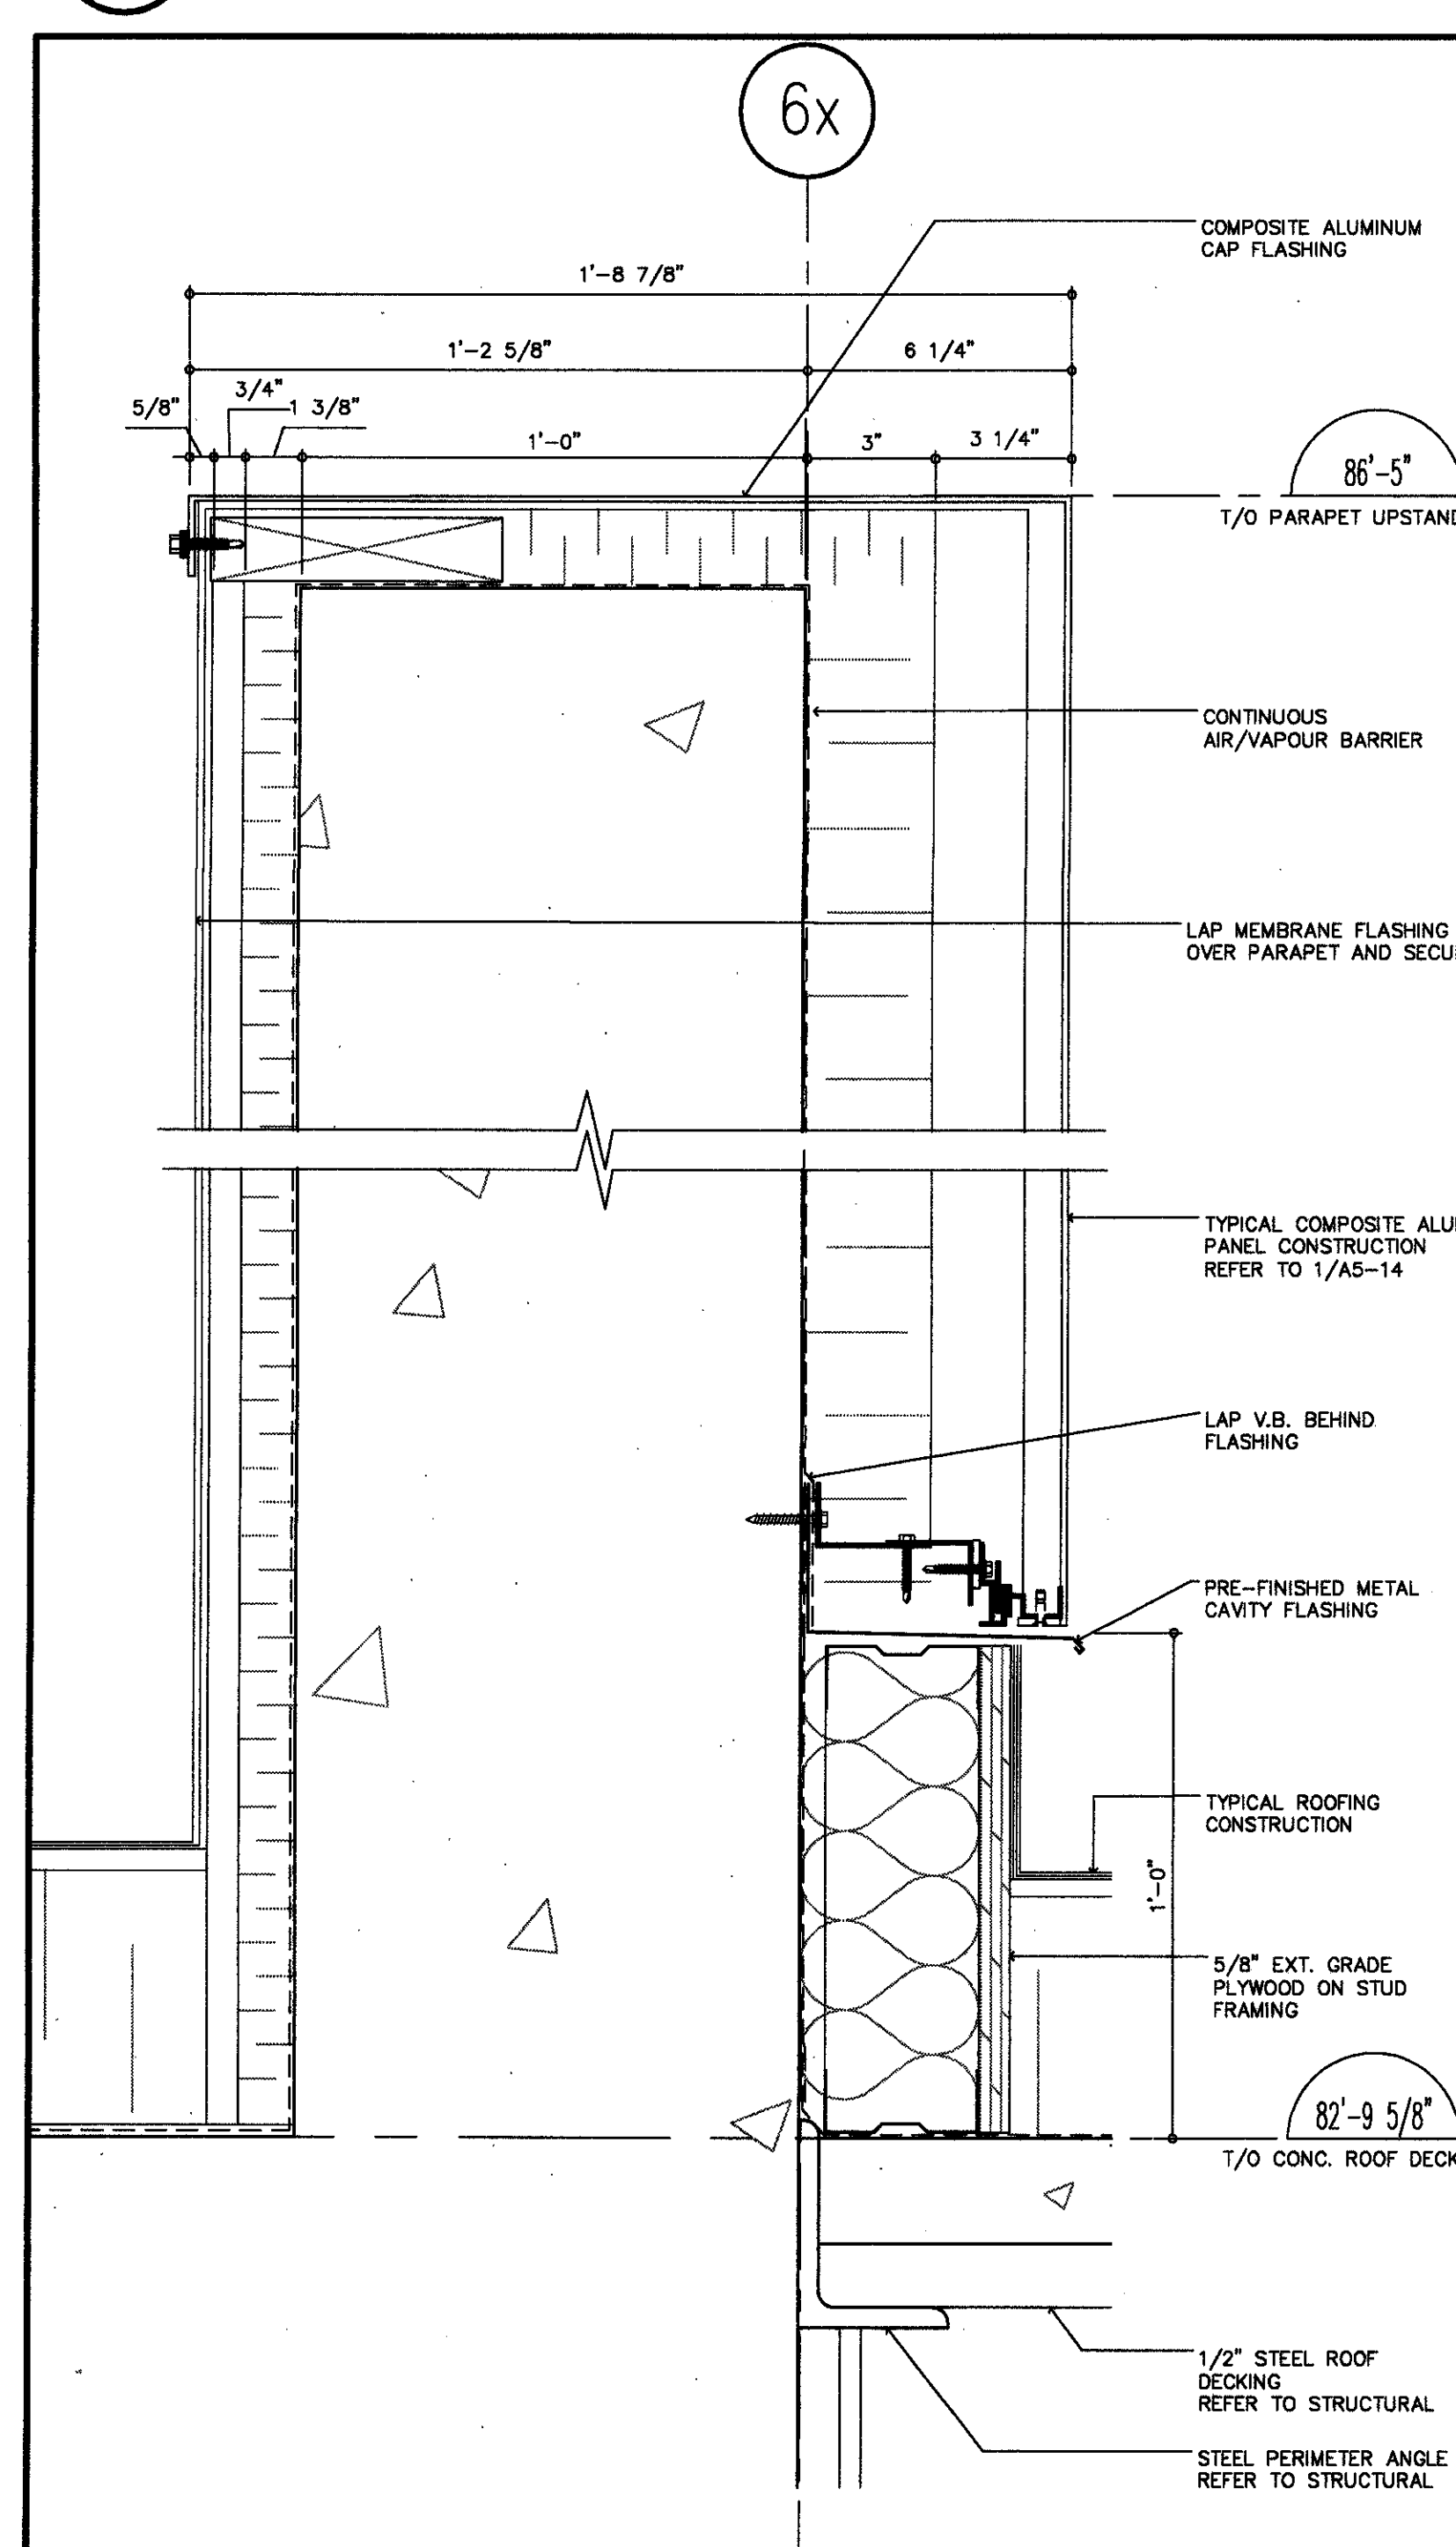 6x
COMPOSITE ALUMINUM
CAP FLASHING
1'-8 7/8"
1'-2 5/8"
6 1/4"
5/8"
3/4"
1 3/8"
1'-0"
3"
3 1/4"
86'-5"
T/O PARAPET UPSTAND
CONTINUOUS
AIR/VAPOUR BARRIER
LAP MEMBRANE FLASHING
OVER PARAPET AND
TYPICAL COMPOSITE
PANEL CONSTRUCTION
REFER TO 1/A5-14
LAP V.B. BEHIND
FLASHING
PRE-FINISHED METAL
CAVITY FLASHING
TYPICAL ROOFING
CONSTRUCTION
1'-0"
5/8" EXT. GRADE
PLYWOOD ON STUD
FRAMING
82'-9 5/8"
T/O CONC. ROOF DECK
1/2" STEEL ROOF
DECKING
REFER TO STRUCTURAL
STEEL PERIMETER ANGLE
REFER TO STRUCTURAL